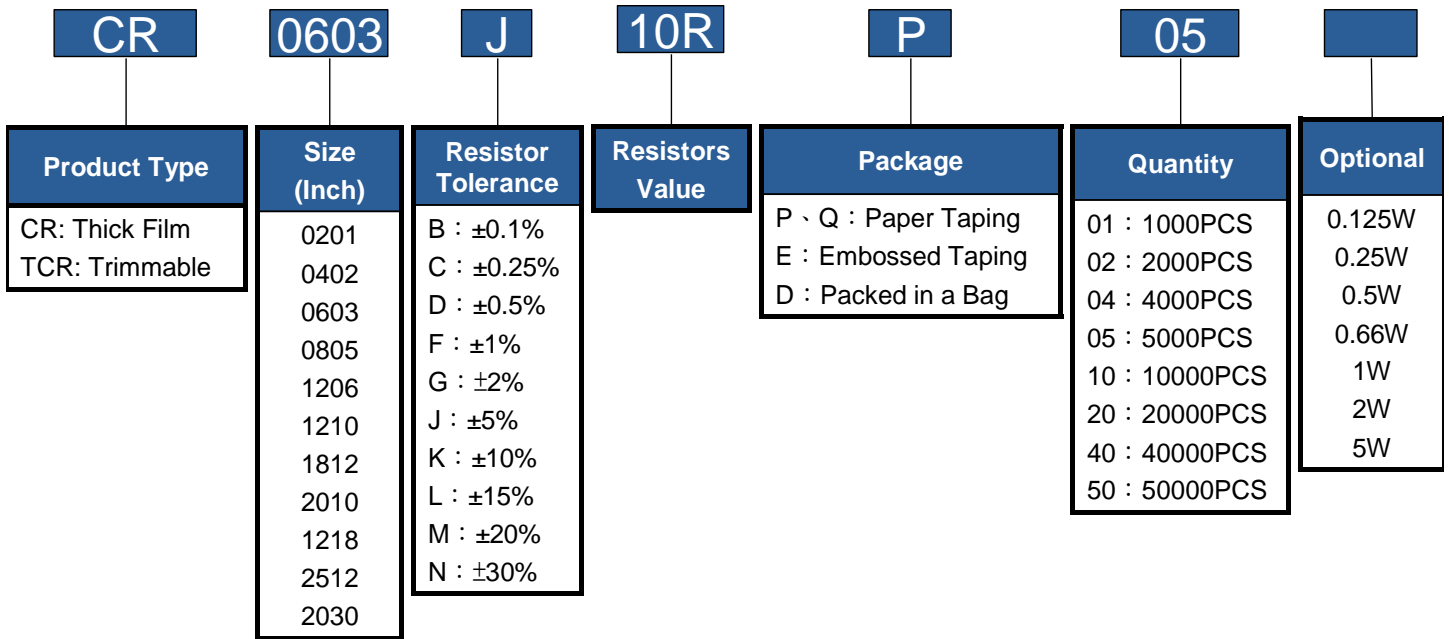 CR 0603 J 10R P 05
Product Type
CR: Thick Film
TCR: Trimmable
Size
(Inch)
0201
0402
0603
0805
1206
1210
1812
2010
1218
2512
2030
Resistor
Tolerance
B：±0.1%
C：±0.25%
D：±0.5%
F：±1%
G：±2%
J：±5%
K：±10%
L：±15%
M：±20%
N：±30%
Resistors
Value
Package
P、Q：Paper Taping
E：Embossed Taping
D：Packed in a Bag
Quantity
01：1000PCS
02：2000PCS
04：4000PCS
05：5000PCS
10：10000PCS
20：20000PCS
40：40000PCS
50：50000PCS
Optional
0.125W
0.25W
0.5W
0.66W
1W
2W
5W